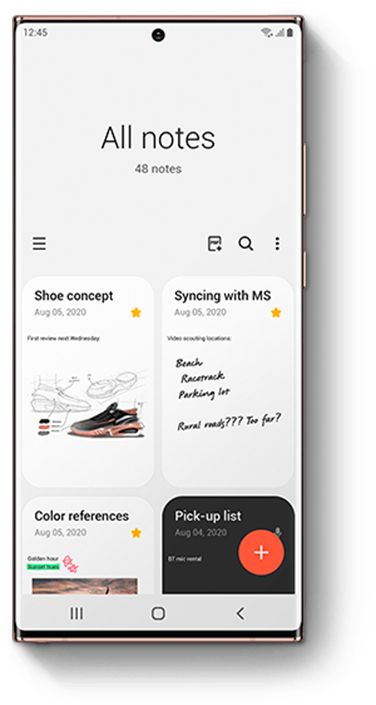 12:45
All notes
48 notes
PDF
Shoe concept
Aug 05, 2020
First review next Wednesday
Syncing with MS
Aug 05, 2020
Video scouting locations:
Beach
Racetrack
Parking lot
Rural roads??? Too far?
Color references
Aug 05, 2020
Golden hour
Sunset hues
Pick-up list
Aug 04, 2020
BT mic rental